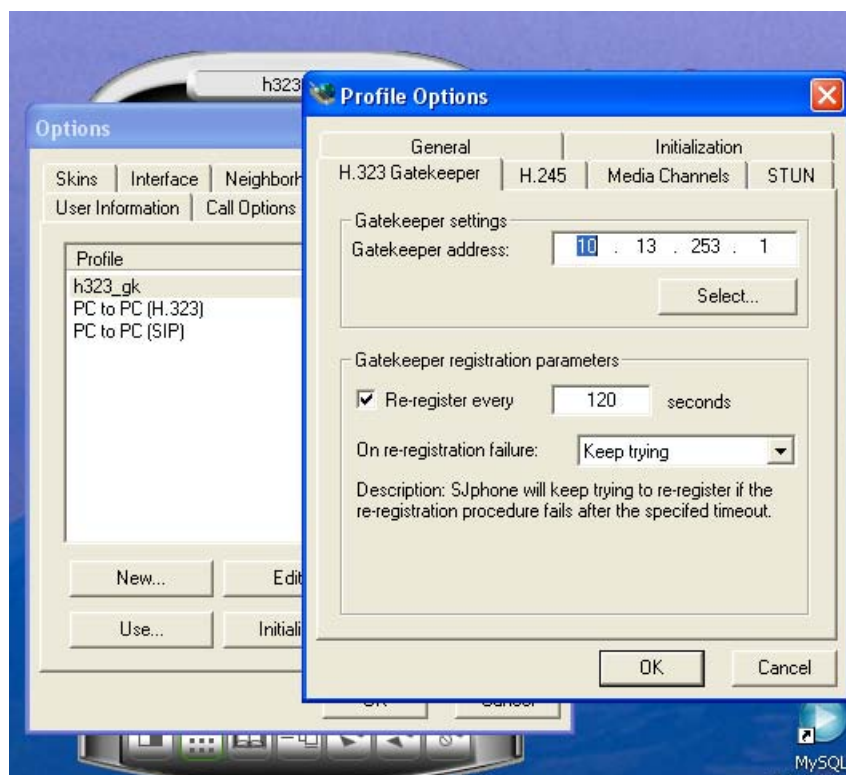 h323
Profile Options
Options
General
Initialization
H.323 Gatekeeper
H.245
Media Channels
STUN
Skins
Interface
User Information
Call Options
Gatekeeper settings
Gatekeeper address:
10 . 13 . 253 . 1
Select...
Profile
h323_gk
PC to PC (H.323)
PC to PC (SIP)
Gatekeeper registration parameters
Re-register every
120
seconds
On re-registration failure:
Keep trying
Description: SJphone will keep trying to re-register if the
re-registration procedure fails after the specifed timeout.
New...
Edit
Use...
Initiali
OK
Cancel
MySQL